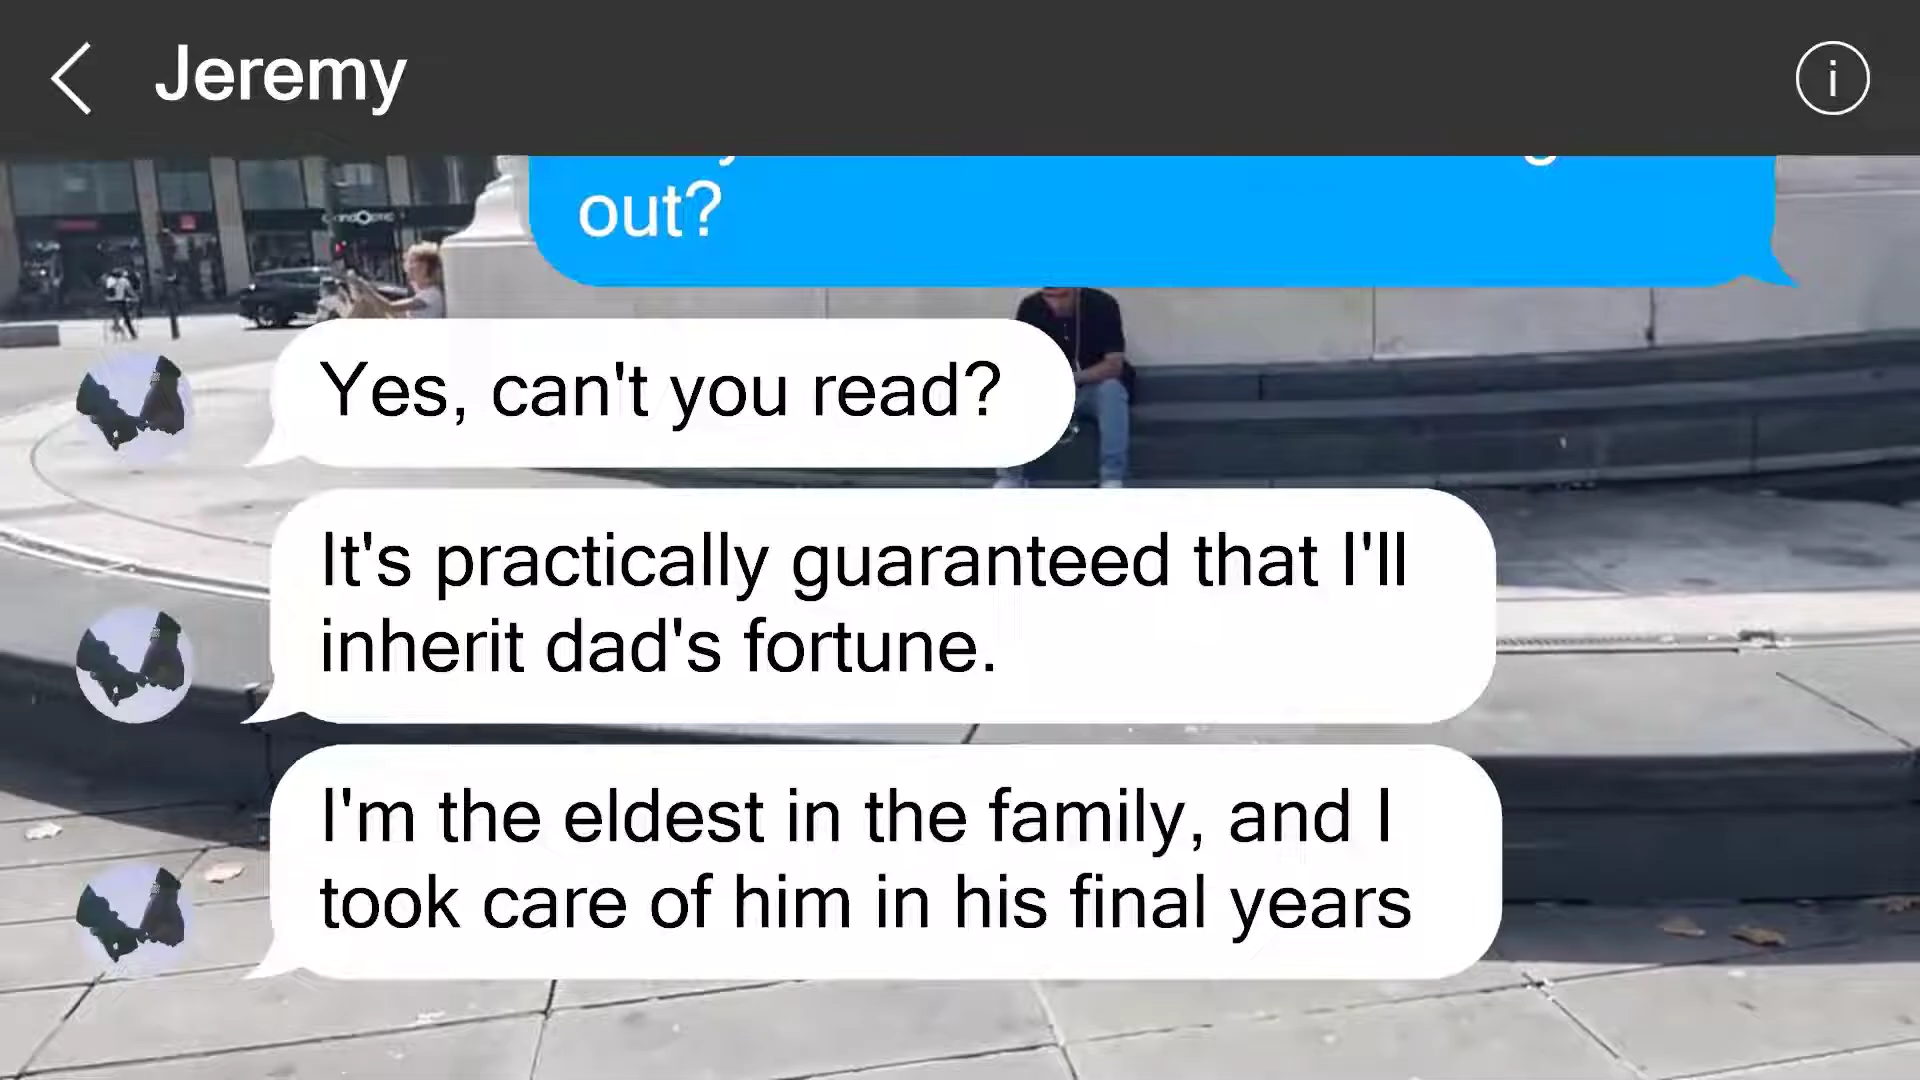 Jeremy
out?
Yes, can't you read?
It's practically guaranteed that I'll
inherit dad's fortune.
I'm the eldest in the family, and I
took care of him in his final years